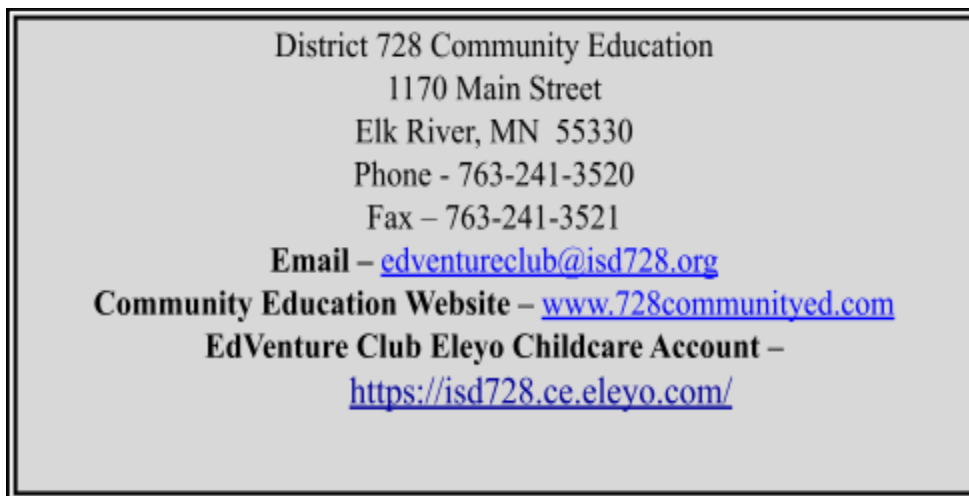 District 728 Community Education
1170 Main Street
Elk River, MN  55330
Phone - 763-241-3520
Fax – 763-241-3521
Email – edventureclub@isd728.org
Community Education Website – www.728communityed.com
EdVenture Club Eleyo Childcare Account –
https://isd728.ce.eleyo.com/